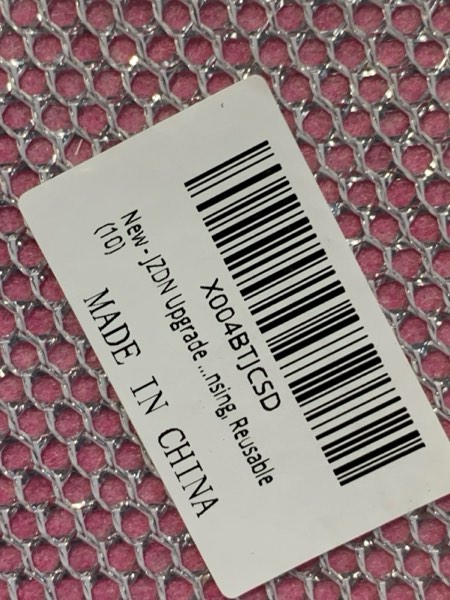 X004BTJCSD
New - JZDN Upgrade ...nsing, Reusable
(10)
MADE IN CHINA